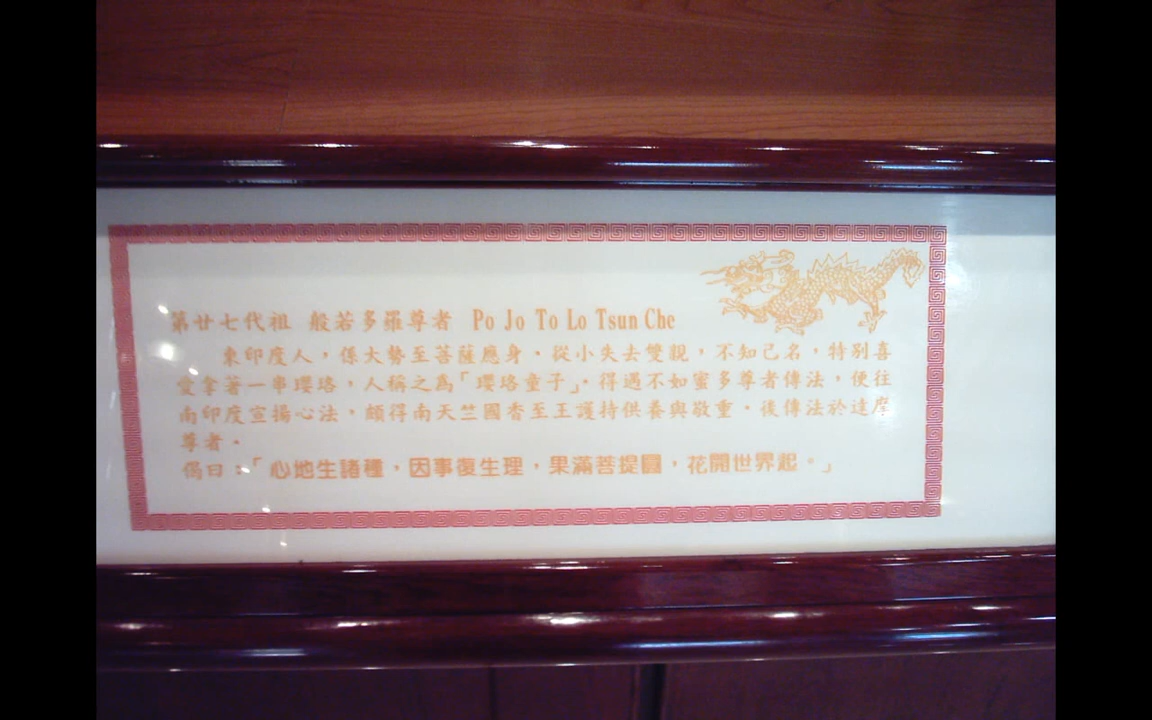 第廿七代祖 般若多羅尊者 Po Jo To Lo Tsun Che
東印度人，係大勢至菩薩應身。從小失去雙親，不知己名，特別喜
愛拿著一串瓔珞，人稱之為「瓔珞童子」。得遇不如蜜多尊者傳法，便往
南印度宣揚心法，頗得南天竺國香至王護持供養與敬重。後傳法於達摩
尊者。
偈曰：「心地生諸種，因事復生理，果滿菩提圓，花開世界起。」